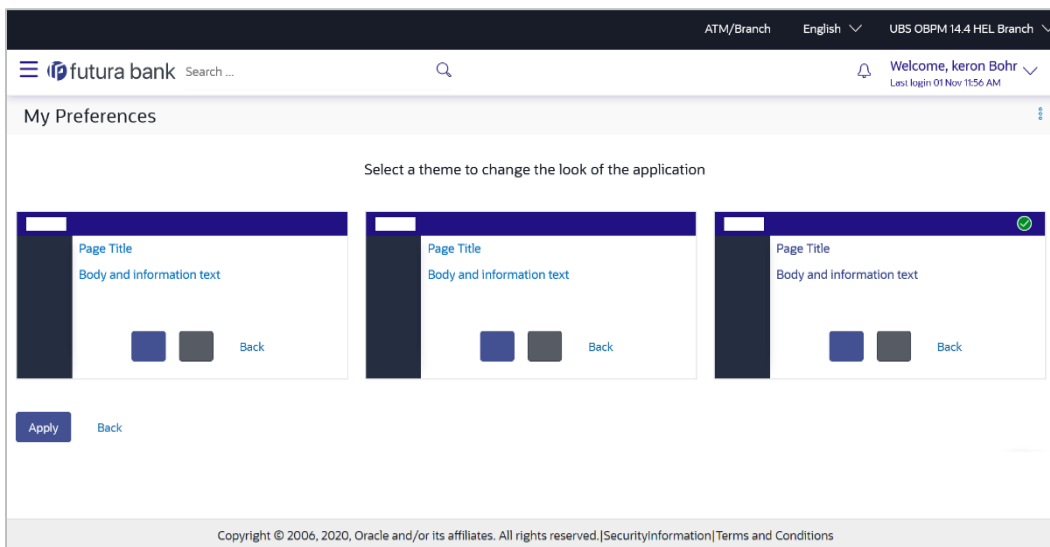 ATM/Branch English UBS OBPM 14.4 HEL Branch
futura bank Search ... Welcome, keron Bohr
Last login 01 Nov 11:56 AM
My Preferences
Select a theme to change the look of the application
Page Title Page Title Page Title
Body and information text Body and information text Body and information text
Back Back Back
Apply Back
Copyright © 2006, 2020, Oracle and/or its affiliates. All rights reserved.|SecurityInformation|Terms and Conditions